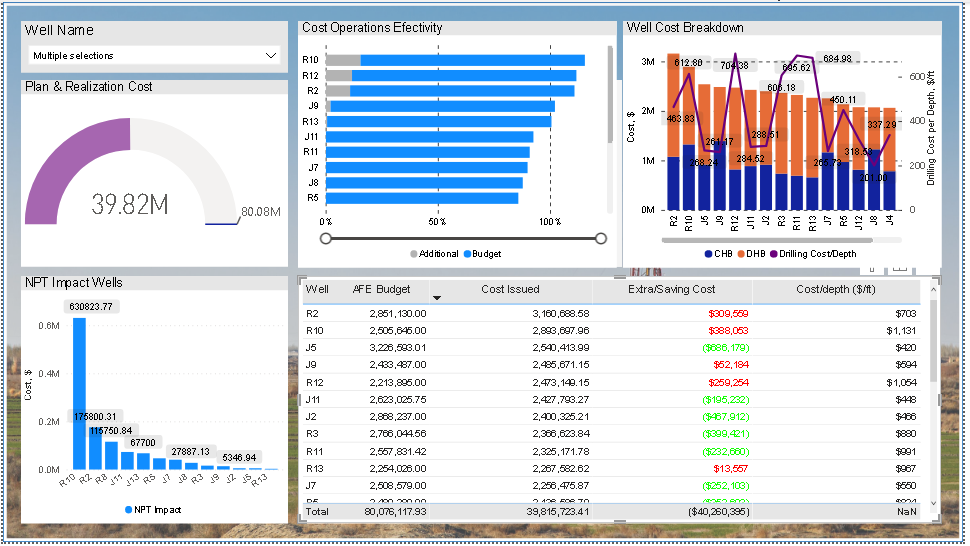 Well Name
Multiple selections
Plan & Realization Cost
39.82M
80.08M
Cost Operations Efectivity
R10
R12
R2
J9
R13
J11
R11
J7
J8
R5
0%
50%
100%
Additional
Budget
Well Cost Breakdown
3M
2M
1M
0M
Cost, $
600
400
200
0
Drilling Cost per Depth, $/ft
463.83
612.80
268.24
261.17
704.38
284.52
288.51
606.18
695.62
684.98
265.79
450.11
318.53
201.00
337.29
R2 R10 J5 J9 R12 J11 J2 R3 R11 R13 J7 R5 J12 J8 J4
CHB
DHB
Drilling Cost/Depth
NPT Impact Wells
630823.77
0.6M
0.4M
0.2M
0.0M
Cost, $
175800.31
115750.84
67700
27887.13
5346.94
R10 R2 R8 J11 J13 R5 J7 J8 R3 J9 J2 J5 R13
NPT Impact
Well AFE Budget Cost Issued Extra/Saving Cost Cost/depth ($/ft)
R2 2,851,130.00 3,160,688.58 $309,559 $703
R10 2,505,645.00 2,893,697.96 $388,053 $1,131
J5 3,226,593.01 2,540,413.99 ($686,179) $420
J9 2,433,487.00 2,485,671.15 $52,184 $594
R12 2,213,895.00 2,473,149.15 $259,254 $1,054
J11 2,623,025.75 2,427,793.27 ($195,232) $448
J2 2,868,237.00 2,400,325.21 ($467,912) $466
R3 2,766,044.56 2,366,623.84 ($399,421) $880
R11 2,557,831.42 2,325,171.78 ($232,660) $991
R13 2,254,026.00 2,267,582.62 $13,557 $967
J7 2,508,579.00 2,256,475.87 ($252,103) $550
R5
Total 80,076,117.93 39,815,723.41 ($40,260,395) NaN